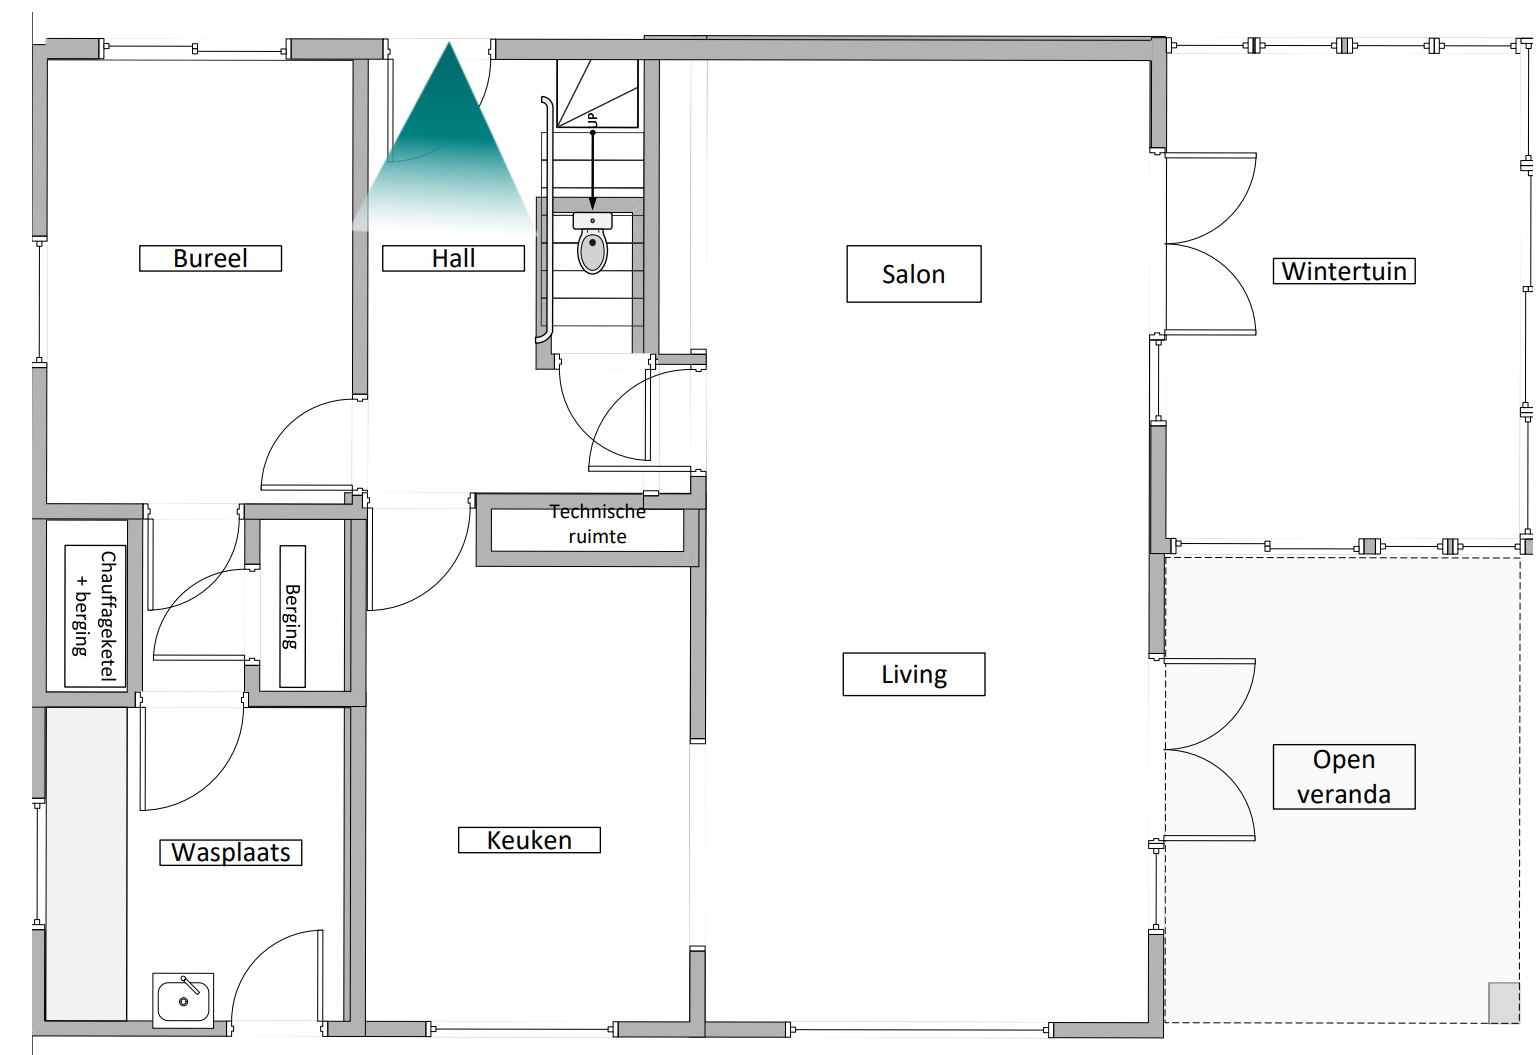 UP
Bureel
Hall
Salon
Wintertuin
Technische
ruimte
Chauffageketel
+ berging
Berging
Living
Open
veranda
Keuken
Wasplaats